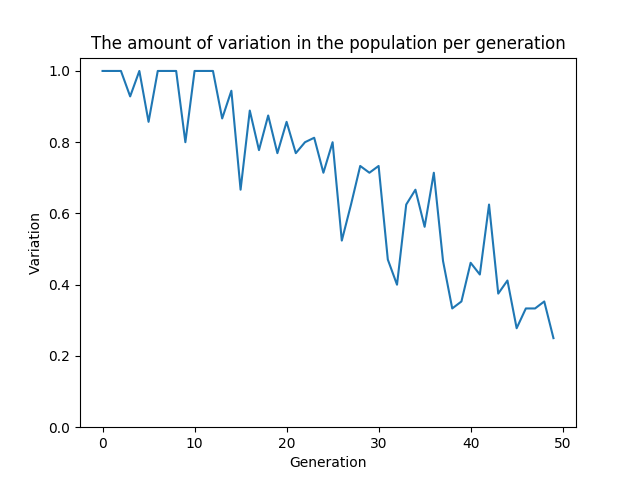 The amount of variation in the population per generation
1.0
0.8
0.6
0.4
0.2
0.0
Variation
0 10 20 30 40 50
Generation